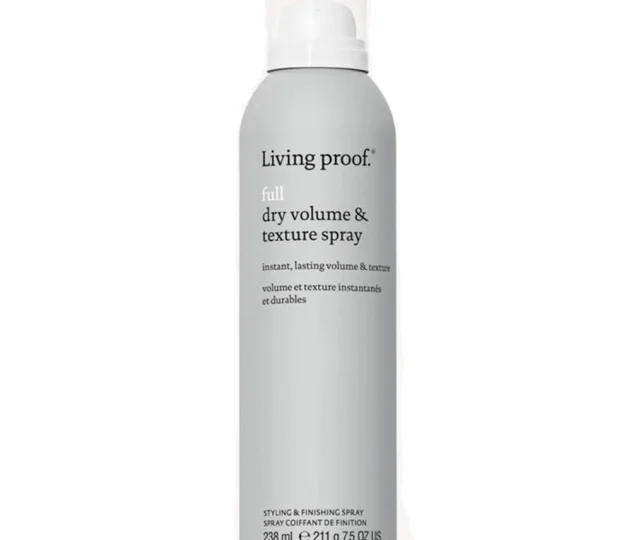 Living proof.®
full
dry volume &
texture spray
instant, lasting volume & texture
volume et texture instantanés
et durables
STYLING & FINISHING SPRAY
SPRAY COIFFANT DE FINITION
238 ml ℮ 211 g 7.5 OZ US